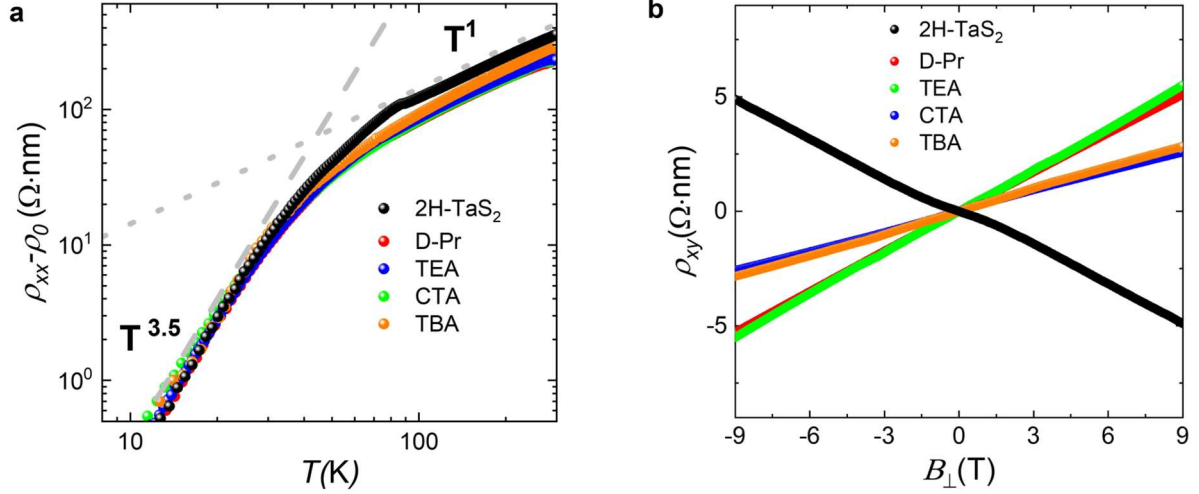 a
ρxx-ρ0(Ω·nm)
10²
10¹
10⁰
T¹
T 3.5
2H-TaS₂
D-Pr
TEA
CTA
TBA
10
100
T(K)
b
ρxy(Ω·nm)
5
0
-5
2H-TaS₂
D-Pr
TEA
CTA
TBA
-9
-6
-3
0
3
6
9
B⊥(T)